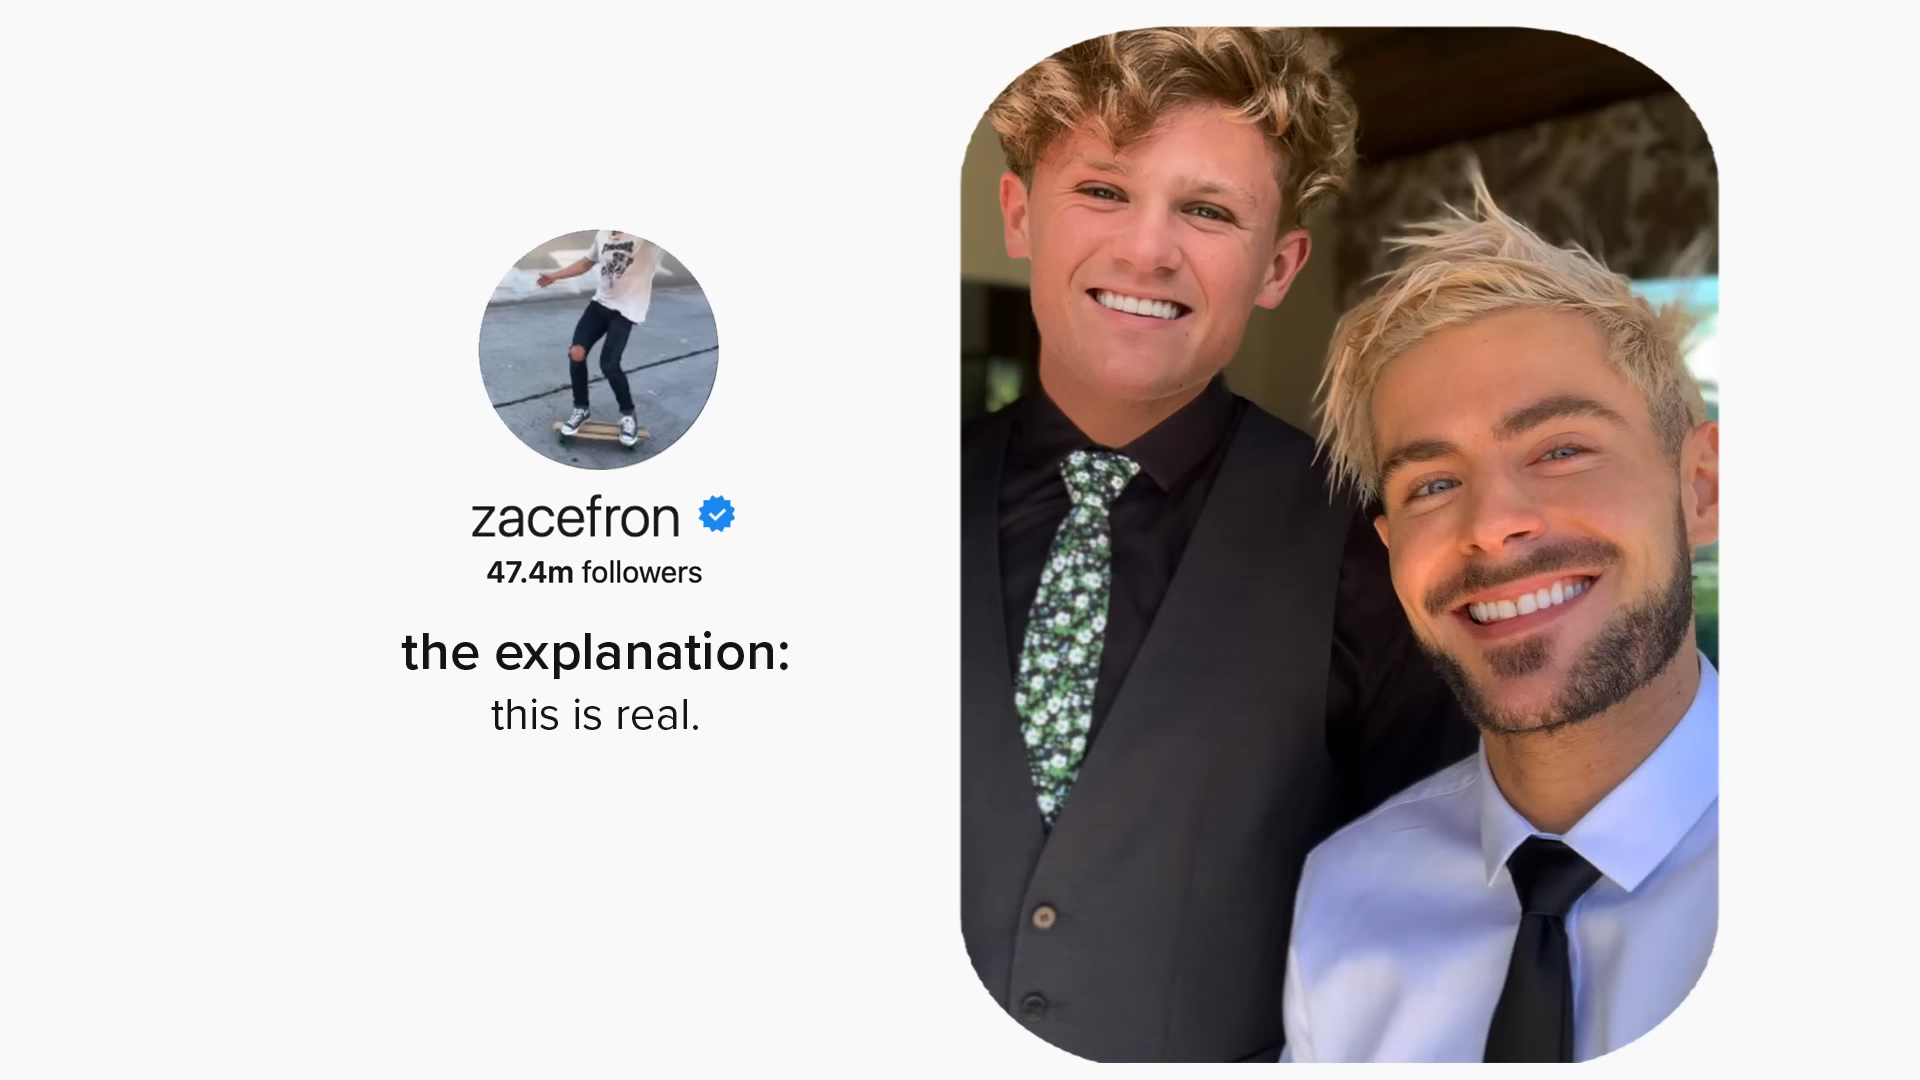 zacefron
47.4m followers
the explanation:
this is real.